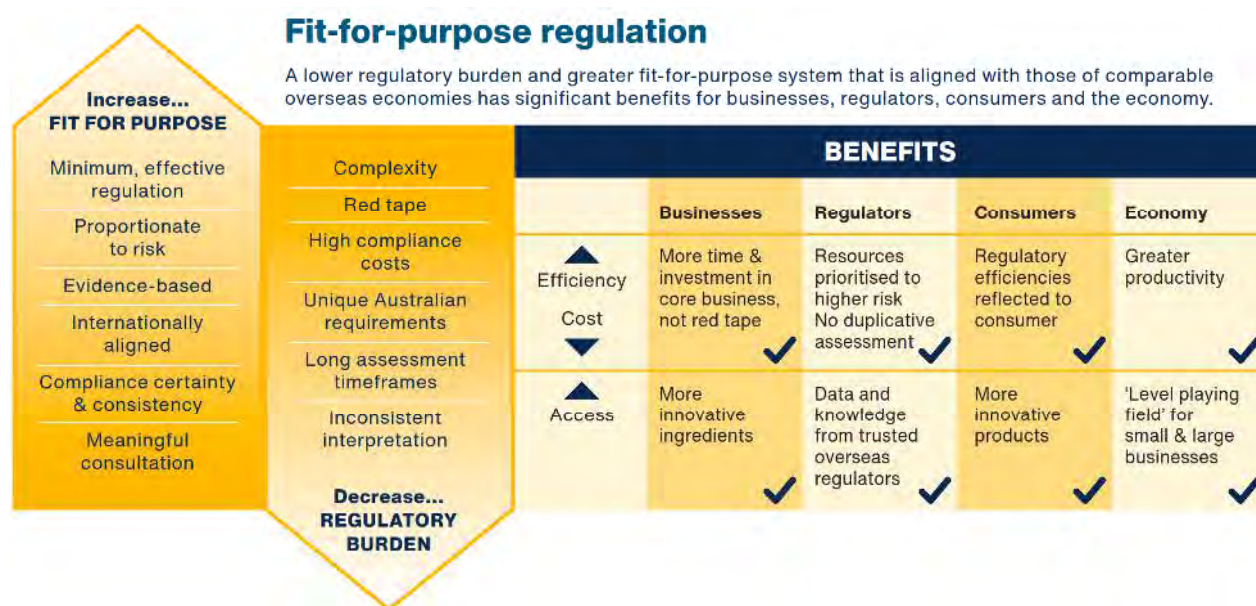 Fit-for-purpose regulation
A lower regulatory burden and greater fit-for-purpose system that is aligned with those of comparable
overseas economies has significant benefits for businesses, regulators, consumers and the economy.
Increase...
FIT FOR PURPOSE
Minimum, effective
regulation
Proportionate
to risk
Evidence-based
Internationally
aligned
Compliance certainty
& consistency
Meaningful
consultation
Complexity
Red tape
High compliance
costs
Unique Australian
requirements
Long assessment
timeframes
Inconsistent
interpretation
Decrease...
REGULATORY
BURDEN
BENEFITS
Businesses
Regulators
Consumers
Economy
Efficiency
Cost
More time &
investment in
core business,
not red tape
Resources
prioritised to
higher risk
No duplicative
assessment
Regulatory
efficiencies
reflected to
consumer
Greater
productivity
Access
More
innovative
ingredients
Data and
knowledge
from trusted
overseas
regulators
More
innovative
products
'Level playing
field' for
small & large
businesses